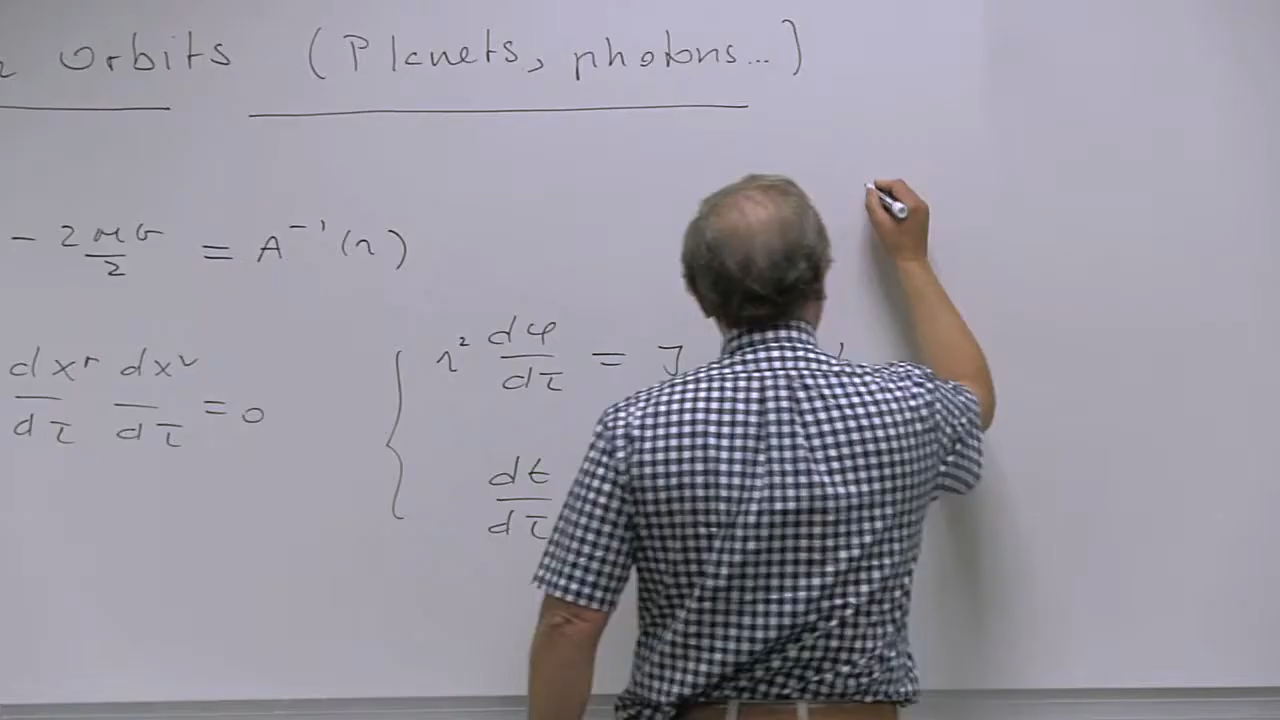 Orbits (Planets, photons...)
- 2MG/r = A⁻¹(r)
dx^μ/dτ dx^ν/dτ = 0
r² dφ/dτ = J
dt/dτ